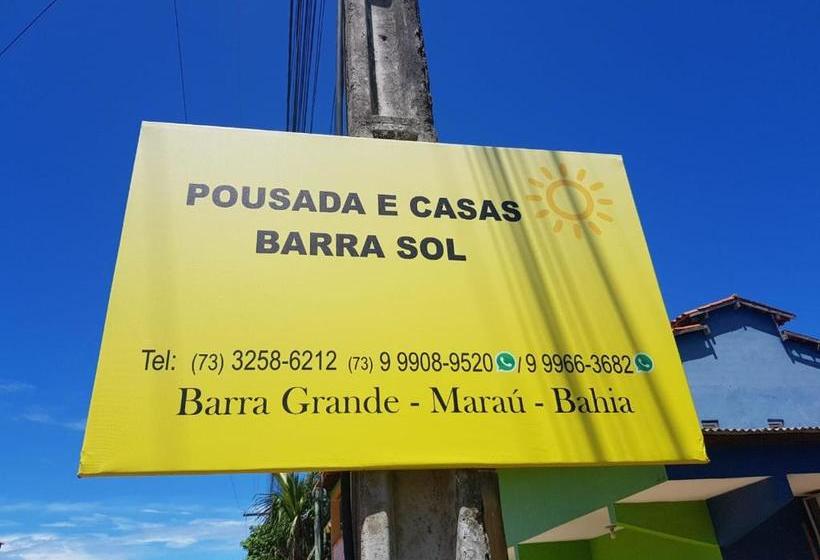 POUSADA E CASAS
BARRA SOL
Tel: (73) 3258-6212 (73) 9 9908-9520 / 9 9966-3682
Barra Grande - Maraú - Bahia